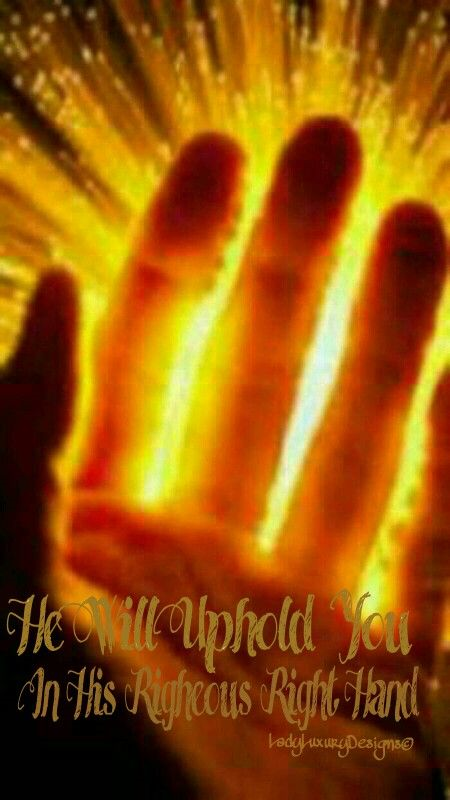 He Will Uphold You
In His Righeous Right Hand
LadyLuxuryDesigns©